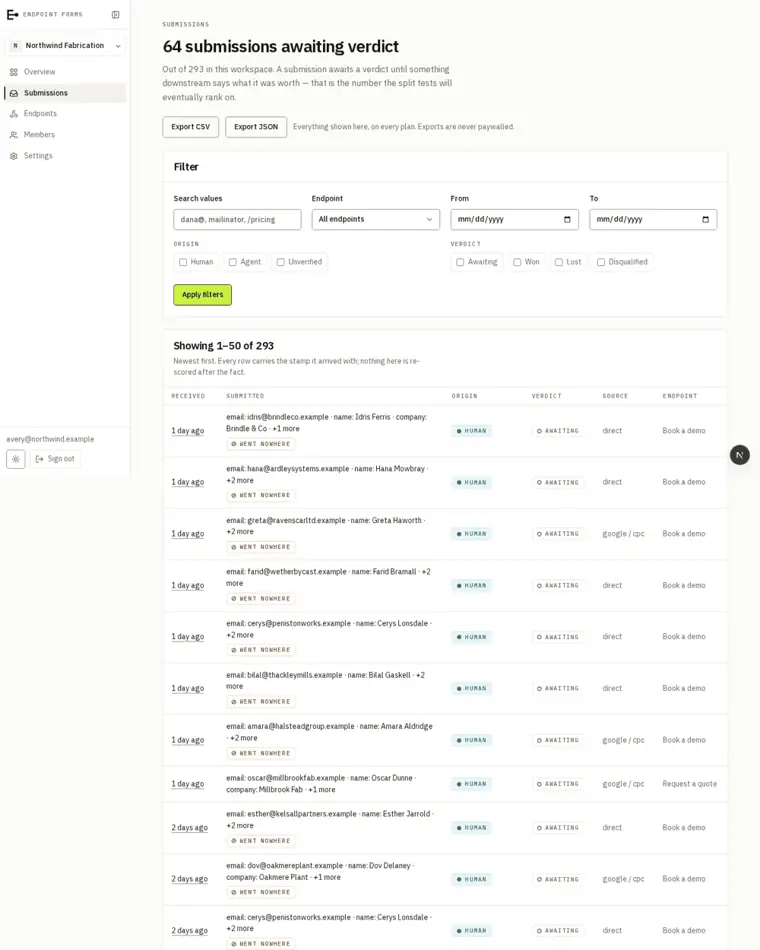 ENDPOINT FORMS
N Northwind Fabrication
Overview
Submissions
Endpoints
Members
Settings
avery@northwind.example
Sign out
SUBMISSIONS
64 submissions awaiting verdict
Out of 293 in this workspace. A submission awaits a verdict until something
downstream says what it was worth — that is the number the split tests will
eventually rank on.
Export CSV
Export JSON
Everything shown here, on every plan. Exports are never paywalled.
Filter
Search values
Endpoint
From
To
dana@, mailinator, /pricing
All endpoints
mm/dd/yyyy
mm/dd/yyyy
ORIGIN
VERDICT
Human
Agent
Unverified
Awaiting
Won
Lost
Disqualified
Apply filters
Showing 1–50 of 293
Newest first. Every row carries the stamp it arrived with; nothing here is re-
scored after the fact.
RECEIVED SUBMITTED ORIGIN VERDICT SOURCE ENDPOINT
email: idris@brindleco.example · name: Idris Ferris · company:
Brindle & Co · +1 more
WENT NOWHERE
1 day ago HUMAN AWAITING direct Book a demo
email: hana@ardleysystems.example · name: Hana Mowbray ·
+2 more
WENT NOWHERE
1 day ago HUMAN AWAITING direct Book a demo
email: greta@ravenscarltd.example · name: Greta Haworth ·
+2 more
WENT NOWHERE
1 day ago HUMAN AWAITING google / cpc Book a demo
email: farid@wetherbycast.example · name: Farid Bramall · +2
more
WENT NOWHERE
1 day ago HUMAN AWAITING direct Book a demo
email: cerys@penistonworks.example · name: Cerys Lonsdale ·
+2 more
WENT NOWHERE
1 day ago HUMAN AWAITING direct Book a demo
email: bilal@thackleymills.example · name: Bilal Gaskell · +2
more
WENT NOWHERE
1 day ago HUMAN AWAITING direct Book a demo
email: amara@halsteadgroup.example · name: Amara Aldridge
· +2 more
WENT NOWHERE
1 day ago HUMAN AWAITING google / cpc Book a demo
email: oscar@millbrookfab.example · name: Oscar Dunne ·
company: Millbrook Fab · +1 more
1 day ago HUMAN AWAITING google / cpc Request a quote
email: esther@kelsallpartners.example · name: Esther Jarrold ·
+2 more
WENT NOWHERE
2 days ago HUMAN AWAITING direct Book a demo
email: dov@oakmereplant.example · name: Dov Delaney ·
company: Oakmere Plant · +1 more
WENT NOWHERE
2 days ago HUMAN AWAITING google / cpc Book a demo
email: cerys@penistonworks.example · name: Cerys Lonsdale ·
+2 more
WENT NOWHERE
2 days ago HUMAN AWAITING direct Book a demo
N